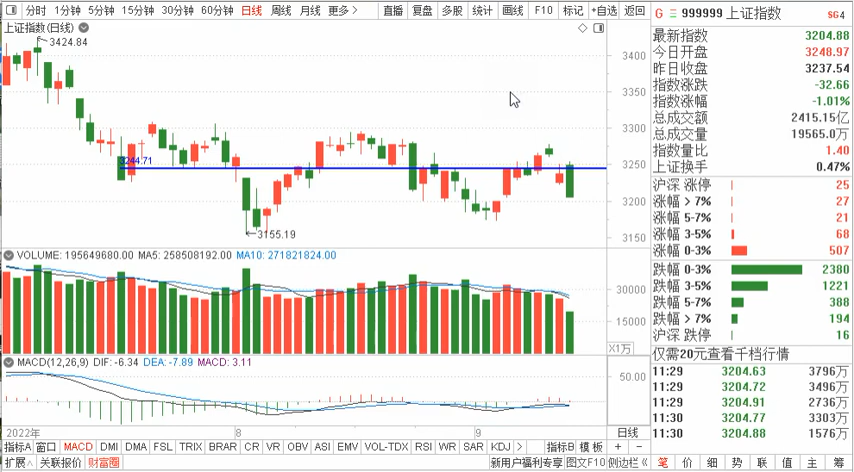 分时 1分钟 5分钟 15分钟 30分钟 60分钟 日线 周线 月线 更多 > 直播 复盘 多股 统计 画线 F10 标记 +自选 返回
上证指数(日线)
3424.84
3400
3350
3300
3250
3200
3150
3244.71
3155.19
VOLUME: 195649680.00 MA5: 258508192.00 MA10: 271821824.00
30000
15000
X1万
MACD(12,26,9) DIF: -6.34 DEA: -7.89 MACD: 3.11
50.00
2022年 8 9 日线
指标A 窗口 MACD DMI DMA FSL TRIX BRAR CR VR OBV ASI EMV VOL-TDX RSI WR SAR KDJ > 指标B 模板 + -
扩展∧ 关联报价 财富圈 新用户福利专享 图文F10 侧边栏《
G 999999 上证指数 SG4
最新指数 3204.88
今日开盘 3248.97
昨日收盘 3237.54
指数涨跌 -32.66
指数涨幅 -1.01%
总成交额 2415.15亿
总成交量 19565.0万
指数量比 1.40
上证换手 0.47%
沪深 涨停 25
涨幅 > 7% 27
涨幅 5-7% 21
涨幅 3-5% 68
涨幅 0-3% 507
跌幅 0-3% 2380
跌幅 3-5% 1221
跌幅 5-7% 388
跌幅 > 7% 194
沪深 跌停 16
仅需20元查看千档行情
11:29 3204.63 3796万
11:29 3204.72 3496万
11:29 3204.91 2736万
11:30 3204.77 3303万
11:30 3204.88 1576万
笔 价 细 势 联 值 主 筹